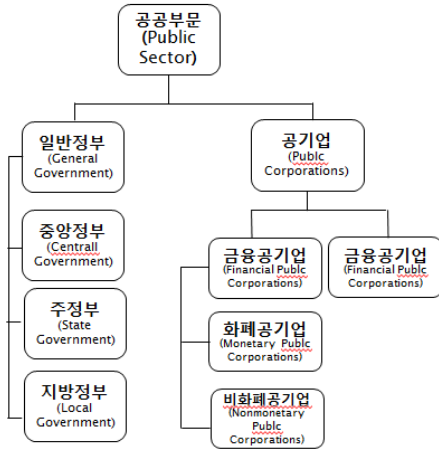 공공부문
(Public
Sector)
일반정부
(General
Government)
공기업
(Publc
Corporations)
중앙정부
(Centrall
Government)
금융공기업
(Financial Publc
Corporations)
금융공기업
(Financial Publc
Corporations)
주정부
(State
Government)
화폐공기업
(Monetary Publc
Corporations)
지방정부
(Local
Government)
비화폐공기업
(Nonmonetary
Publc
Corporations)